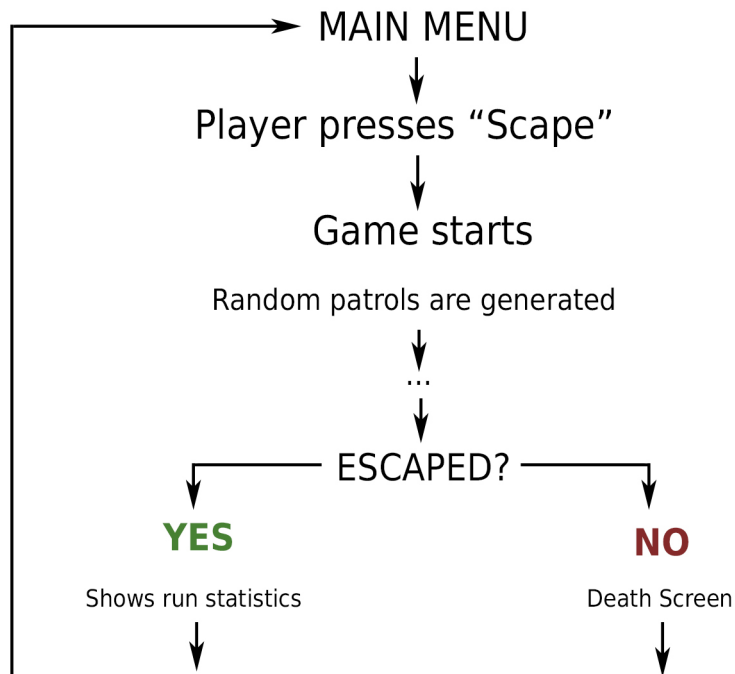 MAIN MENU
Player presses “Scape”
Game starts
Random patrols are generated
...
ESCAPED?
YES
NO
Shows run statistics
Death Screen